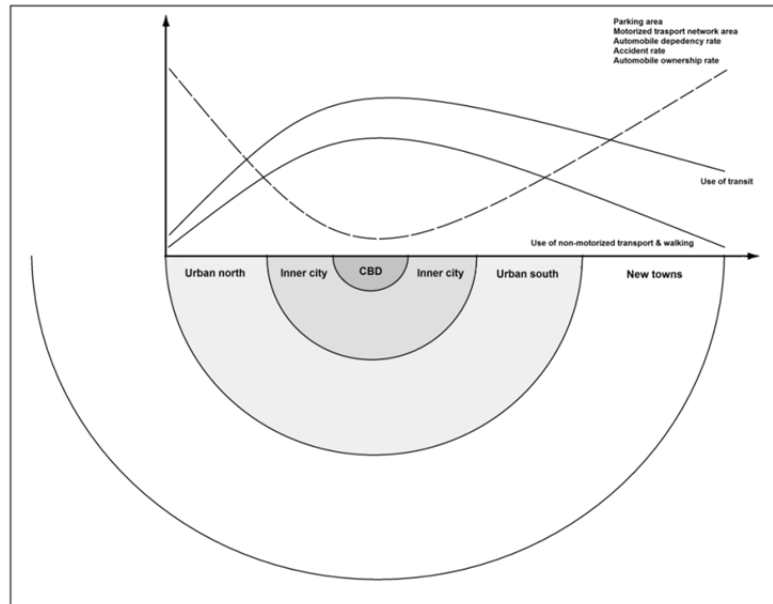 Parking area
Motorized trasport network area
Automobile depedency rate
Accident rate
Automobile ownership rate
Use of transit
Use of non-motorized transport & walking
Urban north
Inner city
CBD
Inner city
Urban south
New towns